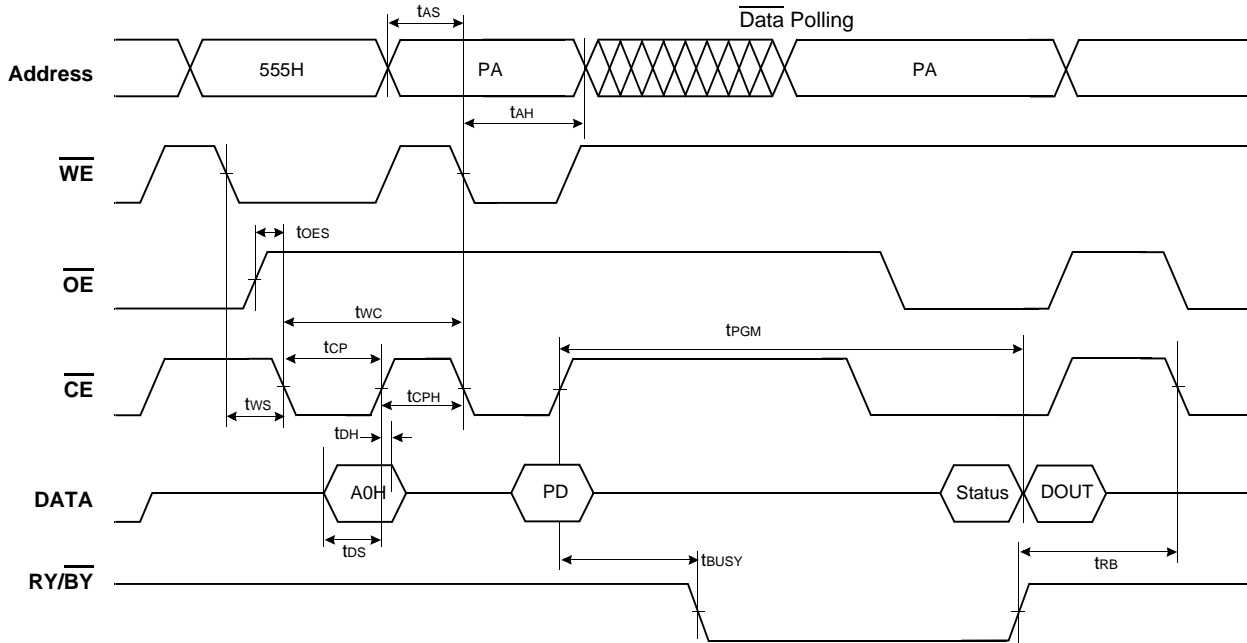 tAS
Data Polling
Address
555H
PA
PA
tAH
WE
tOES
OE
tWC
tPGM
tCP
CE
tCPH
tWS
tDH
DATA
A0H
PD
Status
DOUT
tDS
tBUSY
tRB
RY/BY